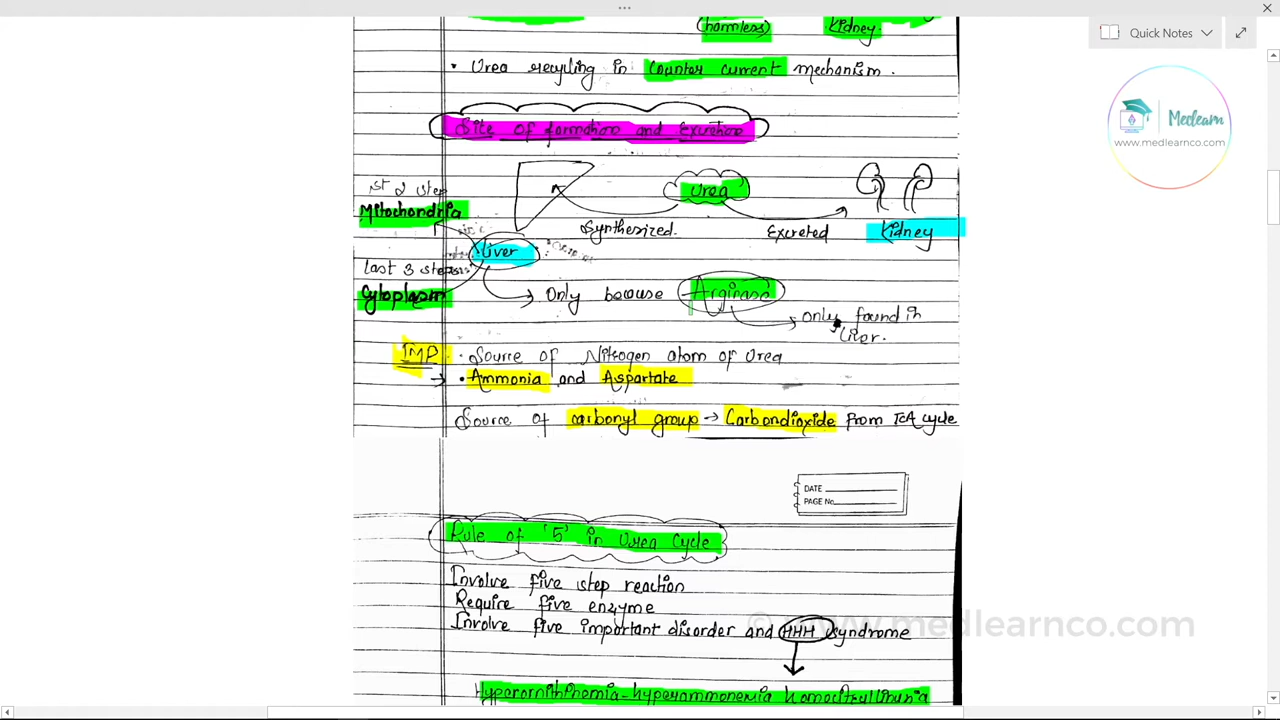 Quick Notes
(harmless)
Kidney.
• Urea recycling in counter current mechanism.
Medlearn
www.medlearnco.com
Site of formation and Excretion
1st 2 step
Mitochondria
Urea
Synthesized.
Excreted
Kidney
Liver
last 3 steps
Cytoplasm
Only because Arginase
only found in
Liver.
IMP
• Source of Nitrogen atom of Urea
→ • Ammonia and Aspartate
Source of carbonyl group → Carbondioxide from TCA cycle
DATE
PAGE No.
Rule of '5' in Urea Cycle
Involve five step reaction
Require five enzyme
Involve five important disorder and HHH syndrome
© www.medlearnco.com